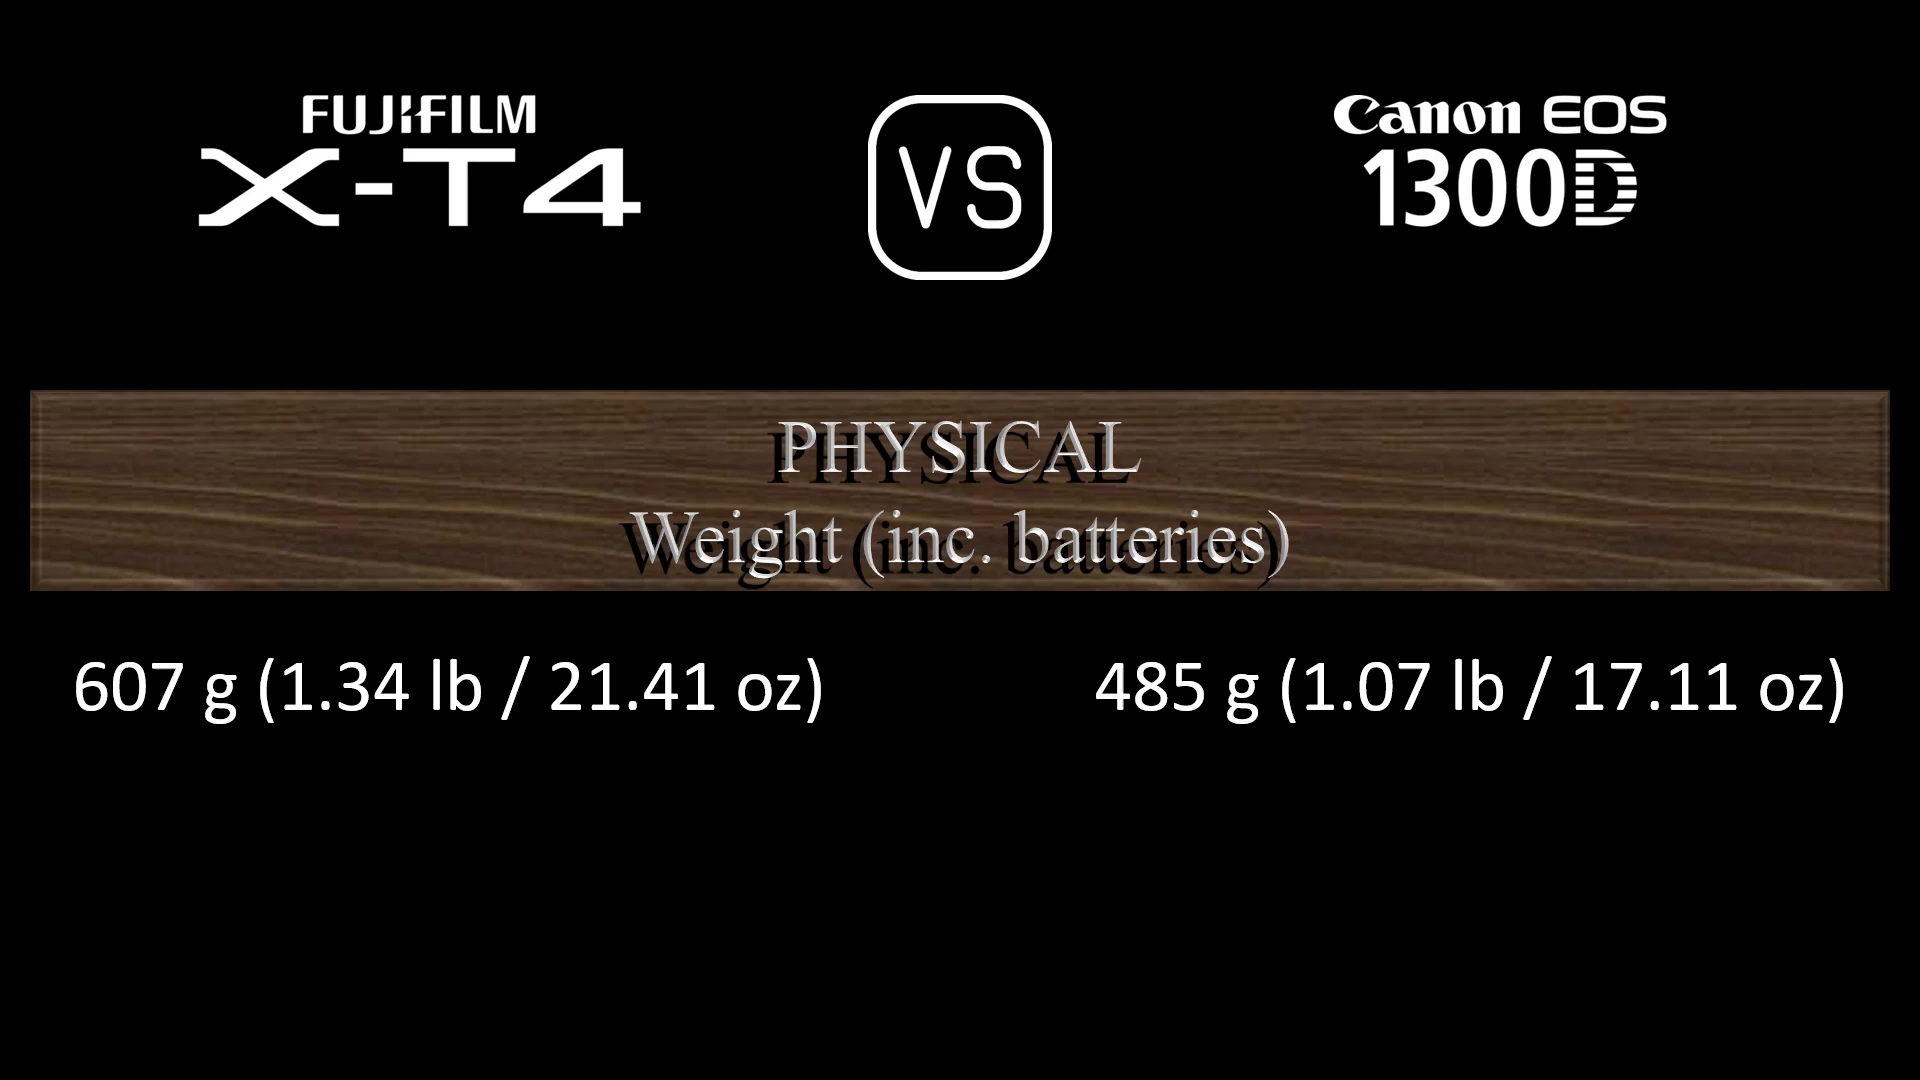 FUJIFILM
X-T4
VS
Canon EOS
1300D
PHYSICAL
Weight (inc. batteries)
607 g (1.34 lb / 21.41 oz)
485 g (1.07 lb / 17.11 oz)